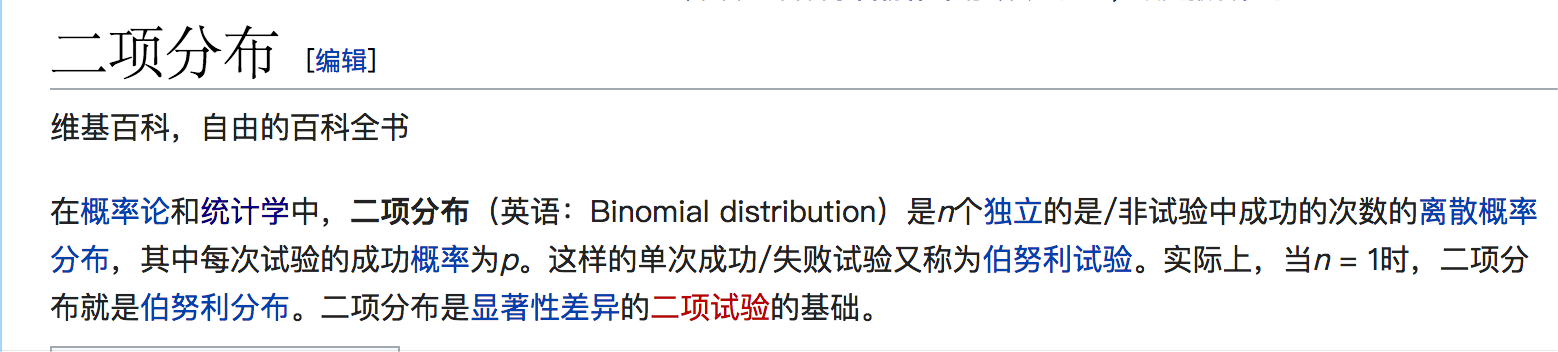 二项分布 [编辑]
维基百科，自由的百科全书
在概率论和统计学中，二项分布（英语：Binomial distribution）是n个独立的是/非试验中成功的次数的离散概率
分布，其中每次试验的成功概率为p。这样的单次成功/失败试验又称为伯努利试验。实际上，当n = 1时，二项分
布就是伯努利分布。二项分布是显著性差异的二项试验的基础。